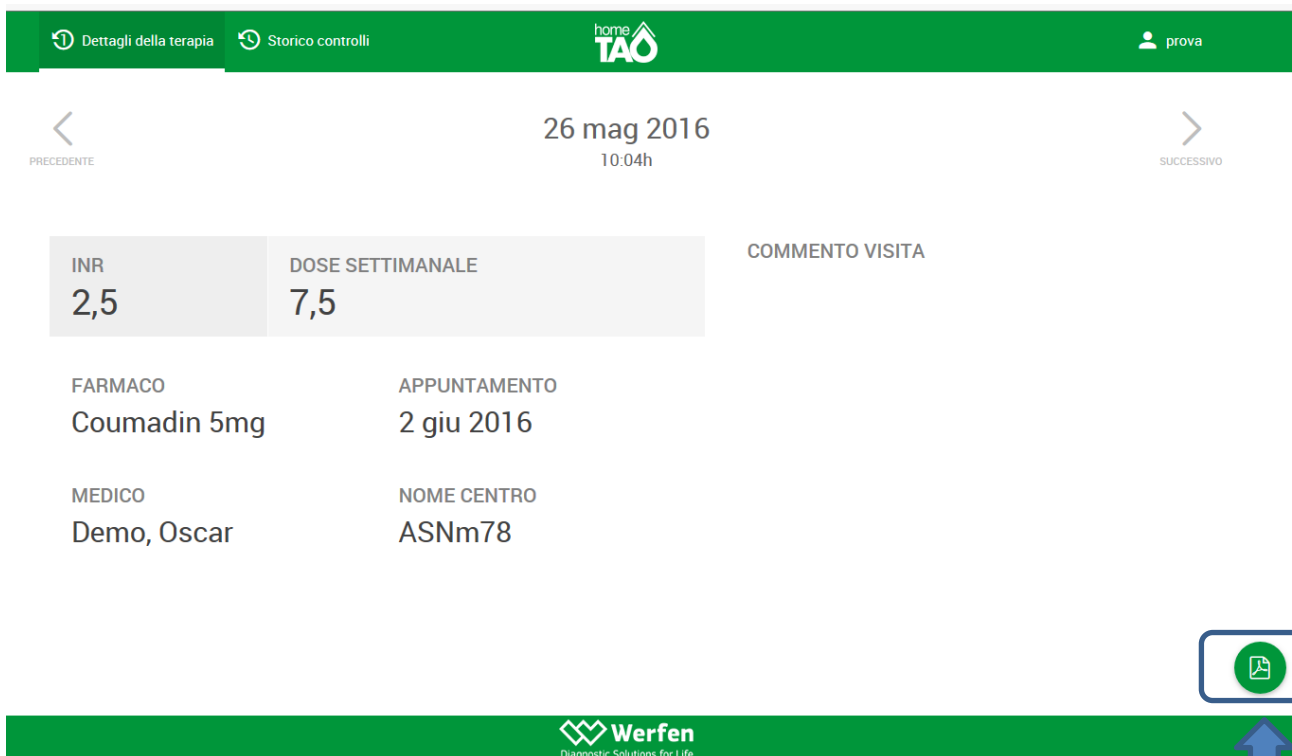 Dettagli della terapia
Storico controlli
home
TAO
prova
26 mag 2016
10:04h
PRECEDENTE
SUCCESSIVO
INR
2,5
DOSE SETTIMANALE
7,5
COMMENTO VISITA
FARMACO
Coumadin 5mg
APPUNTAMENTO
2 giu 2016
MEDICO
Demo, Oscar
NOME CENTRO
ASNm78
Werfen
Diagnostic Solutions for Life